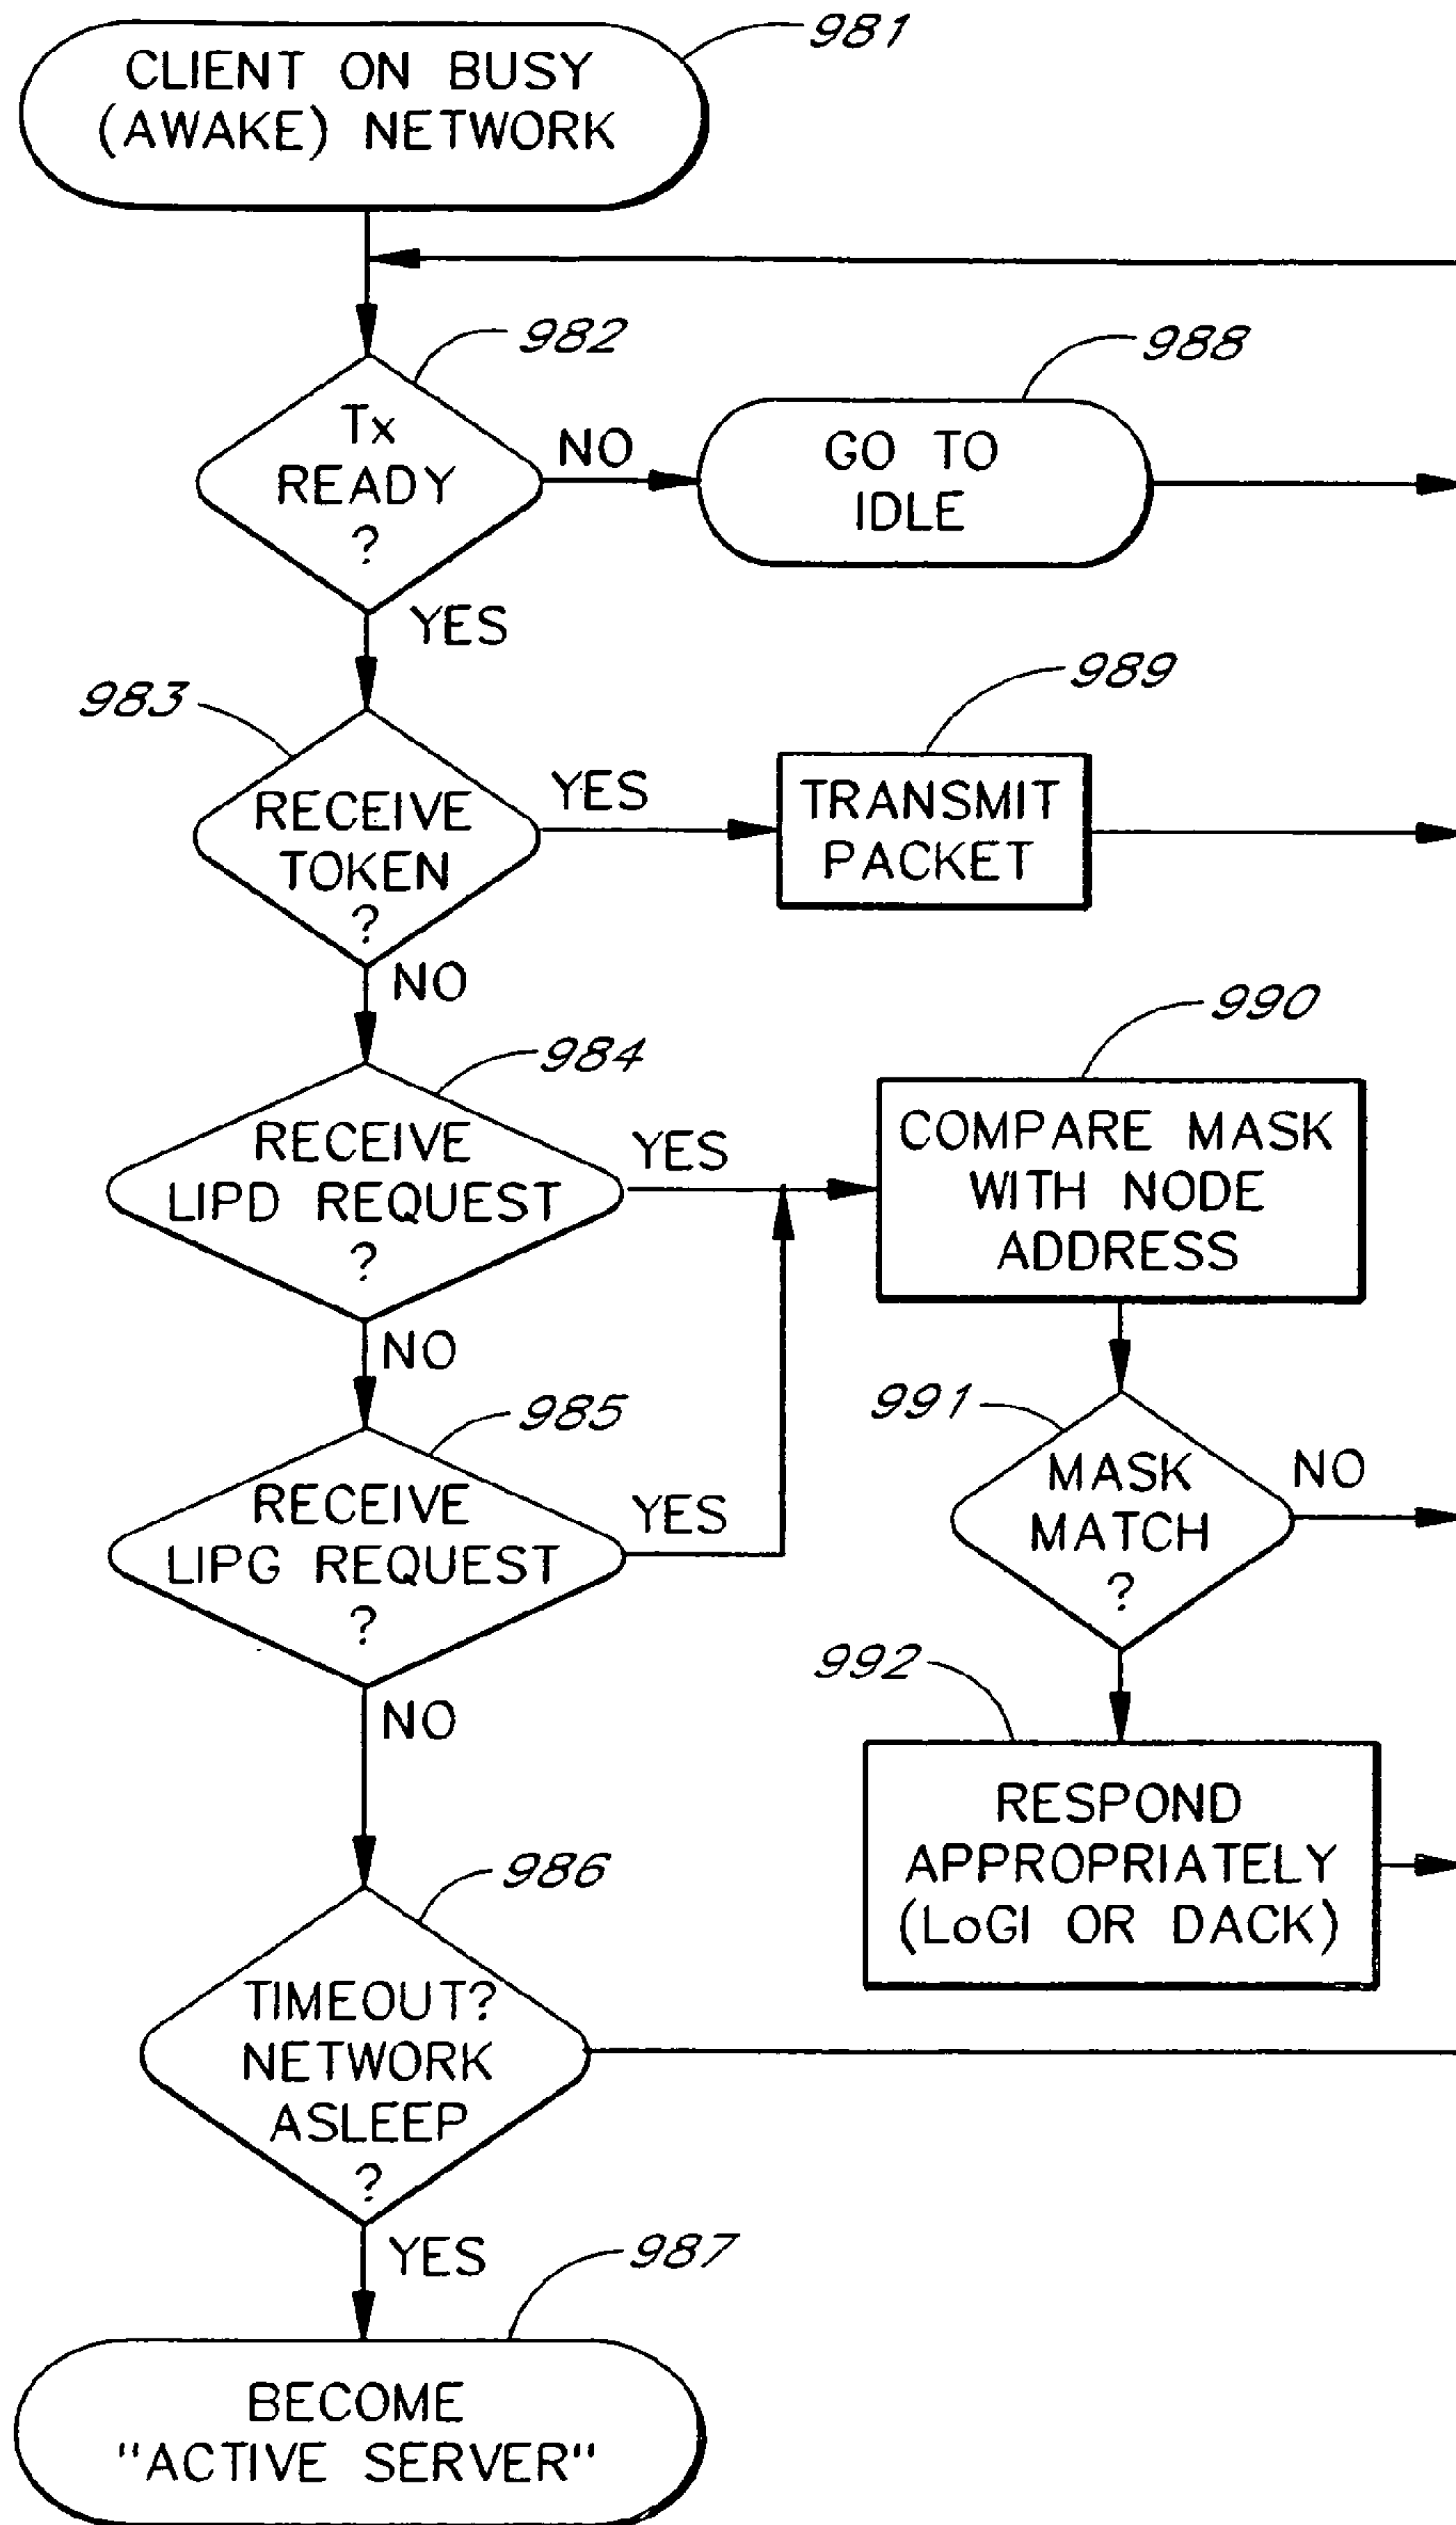 981
CLIENT ON BUSY
(AWAKE) NETWORK
982
988
Tx
READY
?
NO
GO TO
IDLE
YES
983
989
RECEIVE
TOKEN
?
YES
TRANSMIT
PACKET
NO
984
990
RECEIVE
LIPD REQUEST
?
YES
COMPARE MASK
WITH NODE
ADDRESS
NO
985
991
RECEIVE
LIPG REQUEST
?
YES
MASK
MATCH
?
NO
NO
992
RESPOND
APPROPRIATELY
(LoGI OR DACK)
986
TIMEOUT?
NETWORK
ASLEEP
?
YES
987
BECOME
"ACTIVE SERVER"